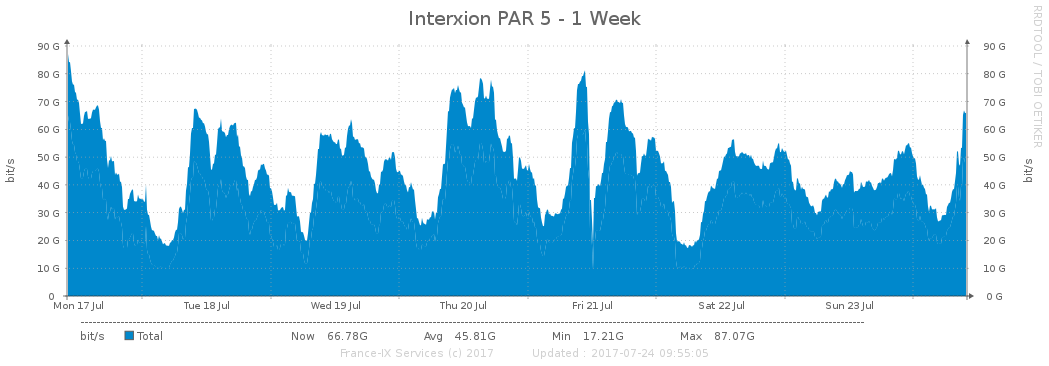 Interxion PAR 5 - 1 Week
RRDTOOL / TOBI OETIKER
90 G 90 G
80 G 80 G
70 G 70 G
60 G 60 G
50 G 50 G
40 G 40 G
30 G 30 G
20 G 20 G
10 G 10 G
0 0 G
bit/s bit/s
Mon 17 Jul Tue 18 Jul Wed 19 Jul Thu 20 Jul Fri 21 Jul Sat 22 Jul Sun 23 Jul
bit/s Total Now 66.78G Avg 45.81G Min 17.21G Max 87.07G
France-IX Services (c) 2017 Updated : 2017-07-24 09:55:05